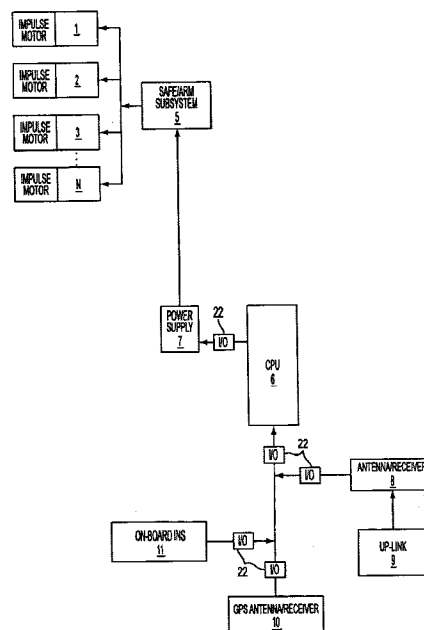 IMPULSE MOTOR 1
IMPULSE MOTOR 2
IMPULSE MOTOR 3
IMPULSE MOTOR N
SAFE/ARM
SUBSYSTEM
5
POWER
SUPPLY
7
22
I/O
CPU
6
I/O
22
I/O
ANTENNA/RECEIVER
8
UP-LINK
9
ON-BOARD INS
11
I/O
22
I/O
GPS ANTENNA/RECEIVER
10